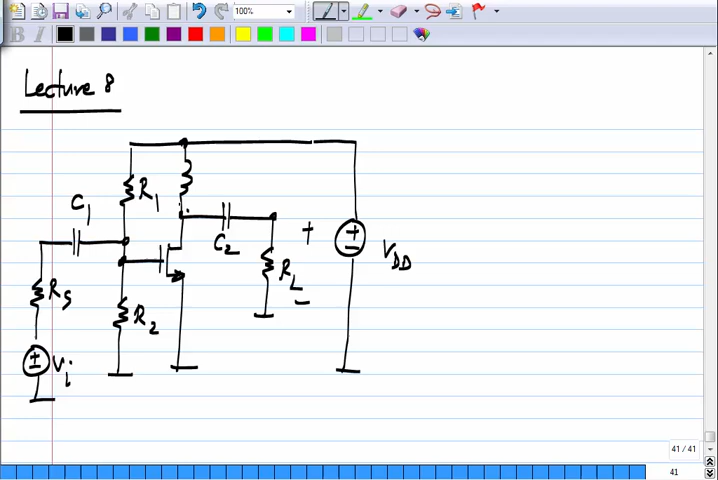 100%
Lecture 8
C1
R1
C2
+
+
-
VDD
RS
RL
-
R2
+
-
Vi
41 / 41
41